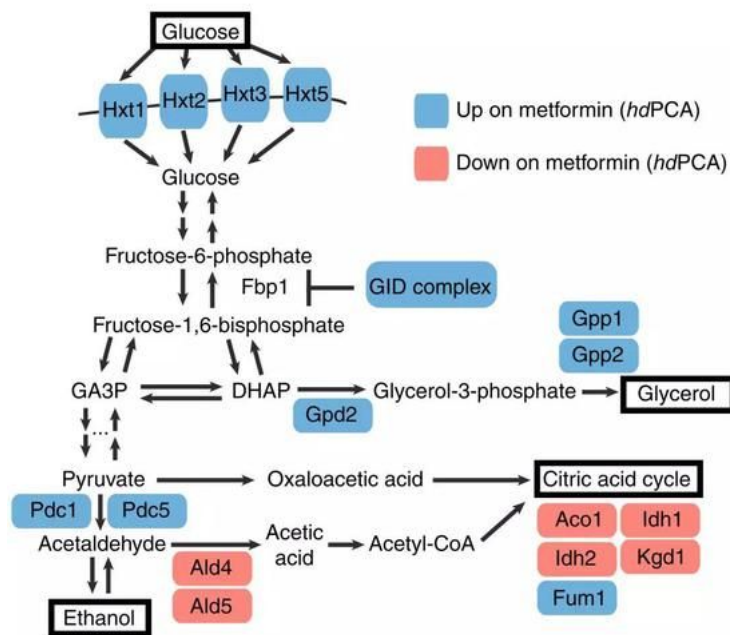 Glucose
Hxt1 Hxt2 Hxt3 Hxt5
Up on metformin (hdPCA)
Down on metformin (hdPCA)
Glucose
Fructose-6-phosphate
Fbp1
GID complex
Fructose-1,6-bisphosphate
Gpp1
Gpp2
GA3P
DHAP
Glycerol-3-phosphate
Glycerol
Gpd2
...
Pyruvate
Oxaloacetic acid
Citric acid cycle
Pdc1 Pdc5
Aco1 Idh1
Acetaldehyde
Acetic
acid
Acetyl-CoA
Idh2 Kgd1
Ald4
Ald5
Fum1
Ethanol